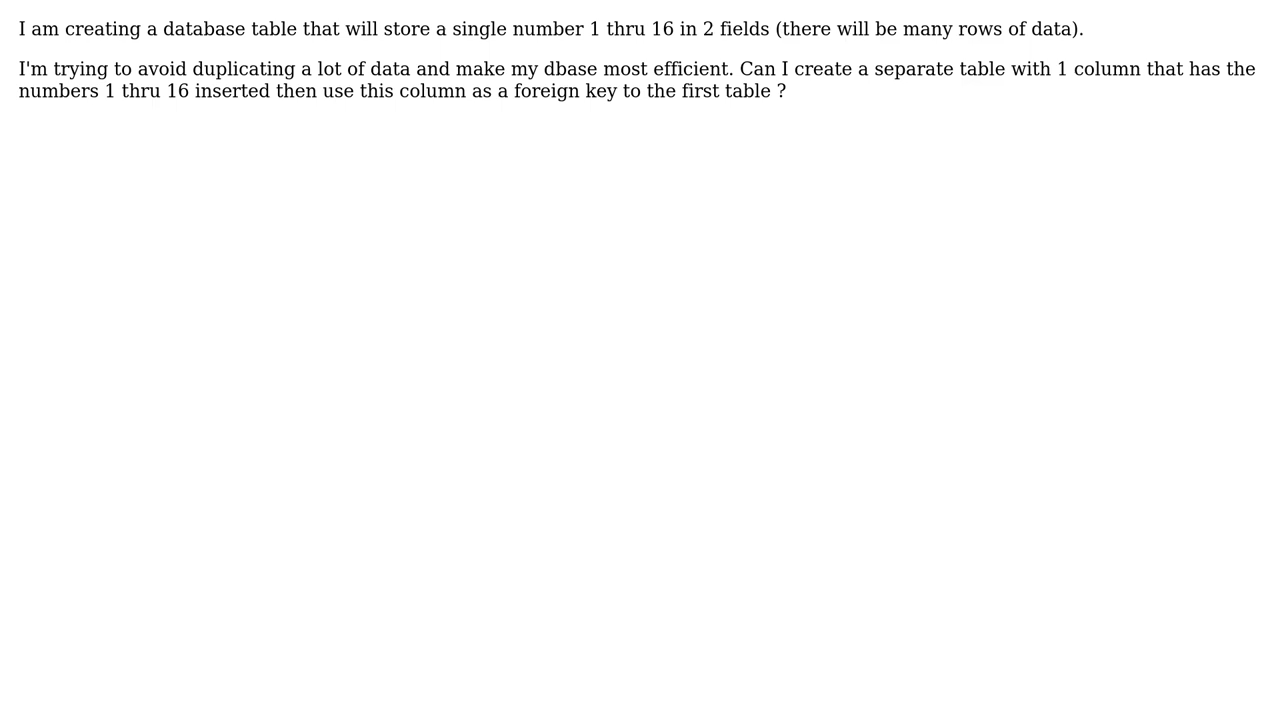 I am creating a database table that will store a single number 1 thru 16 in 2 fields (there will be many rows of data).
I'm trying to avoid duplicating a lot of data and make my dbase most efficient. Can I create a separate table with 1 column that has the
numbers 1 thru 16 inserted then use this column as a foreign key to the first table ?